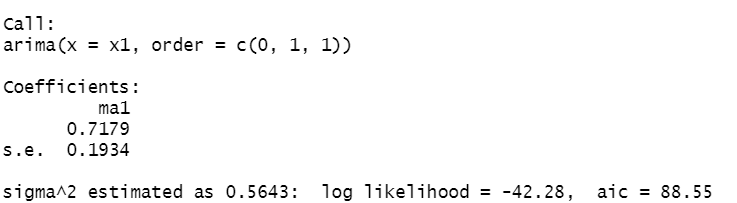 Call:
arima(x = x1, order = c(0, 1, 1))
Coefficients:
ma1
0.7179
s.e. 0.1934
sigma^2 estimated as 0.5643: log likelihood = -42.28, aic = 88.55